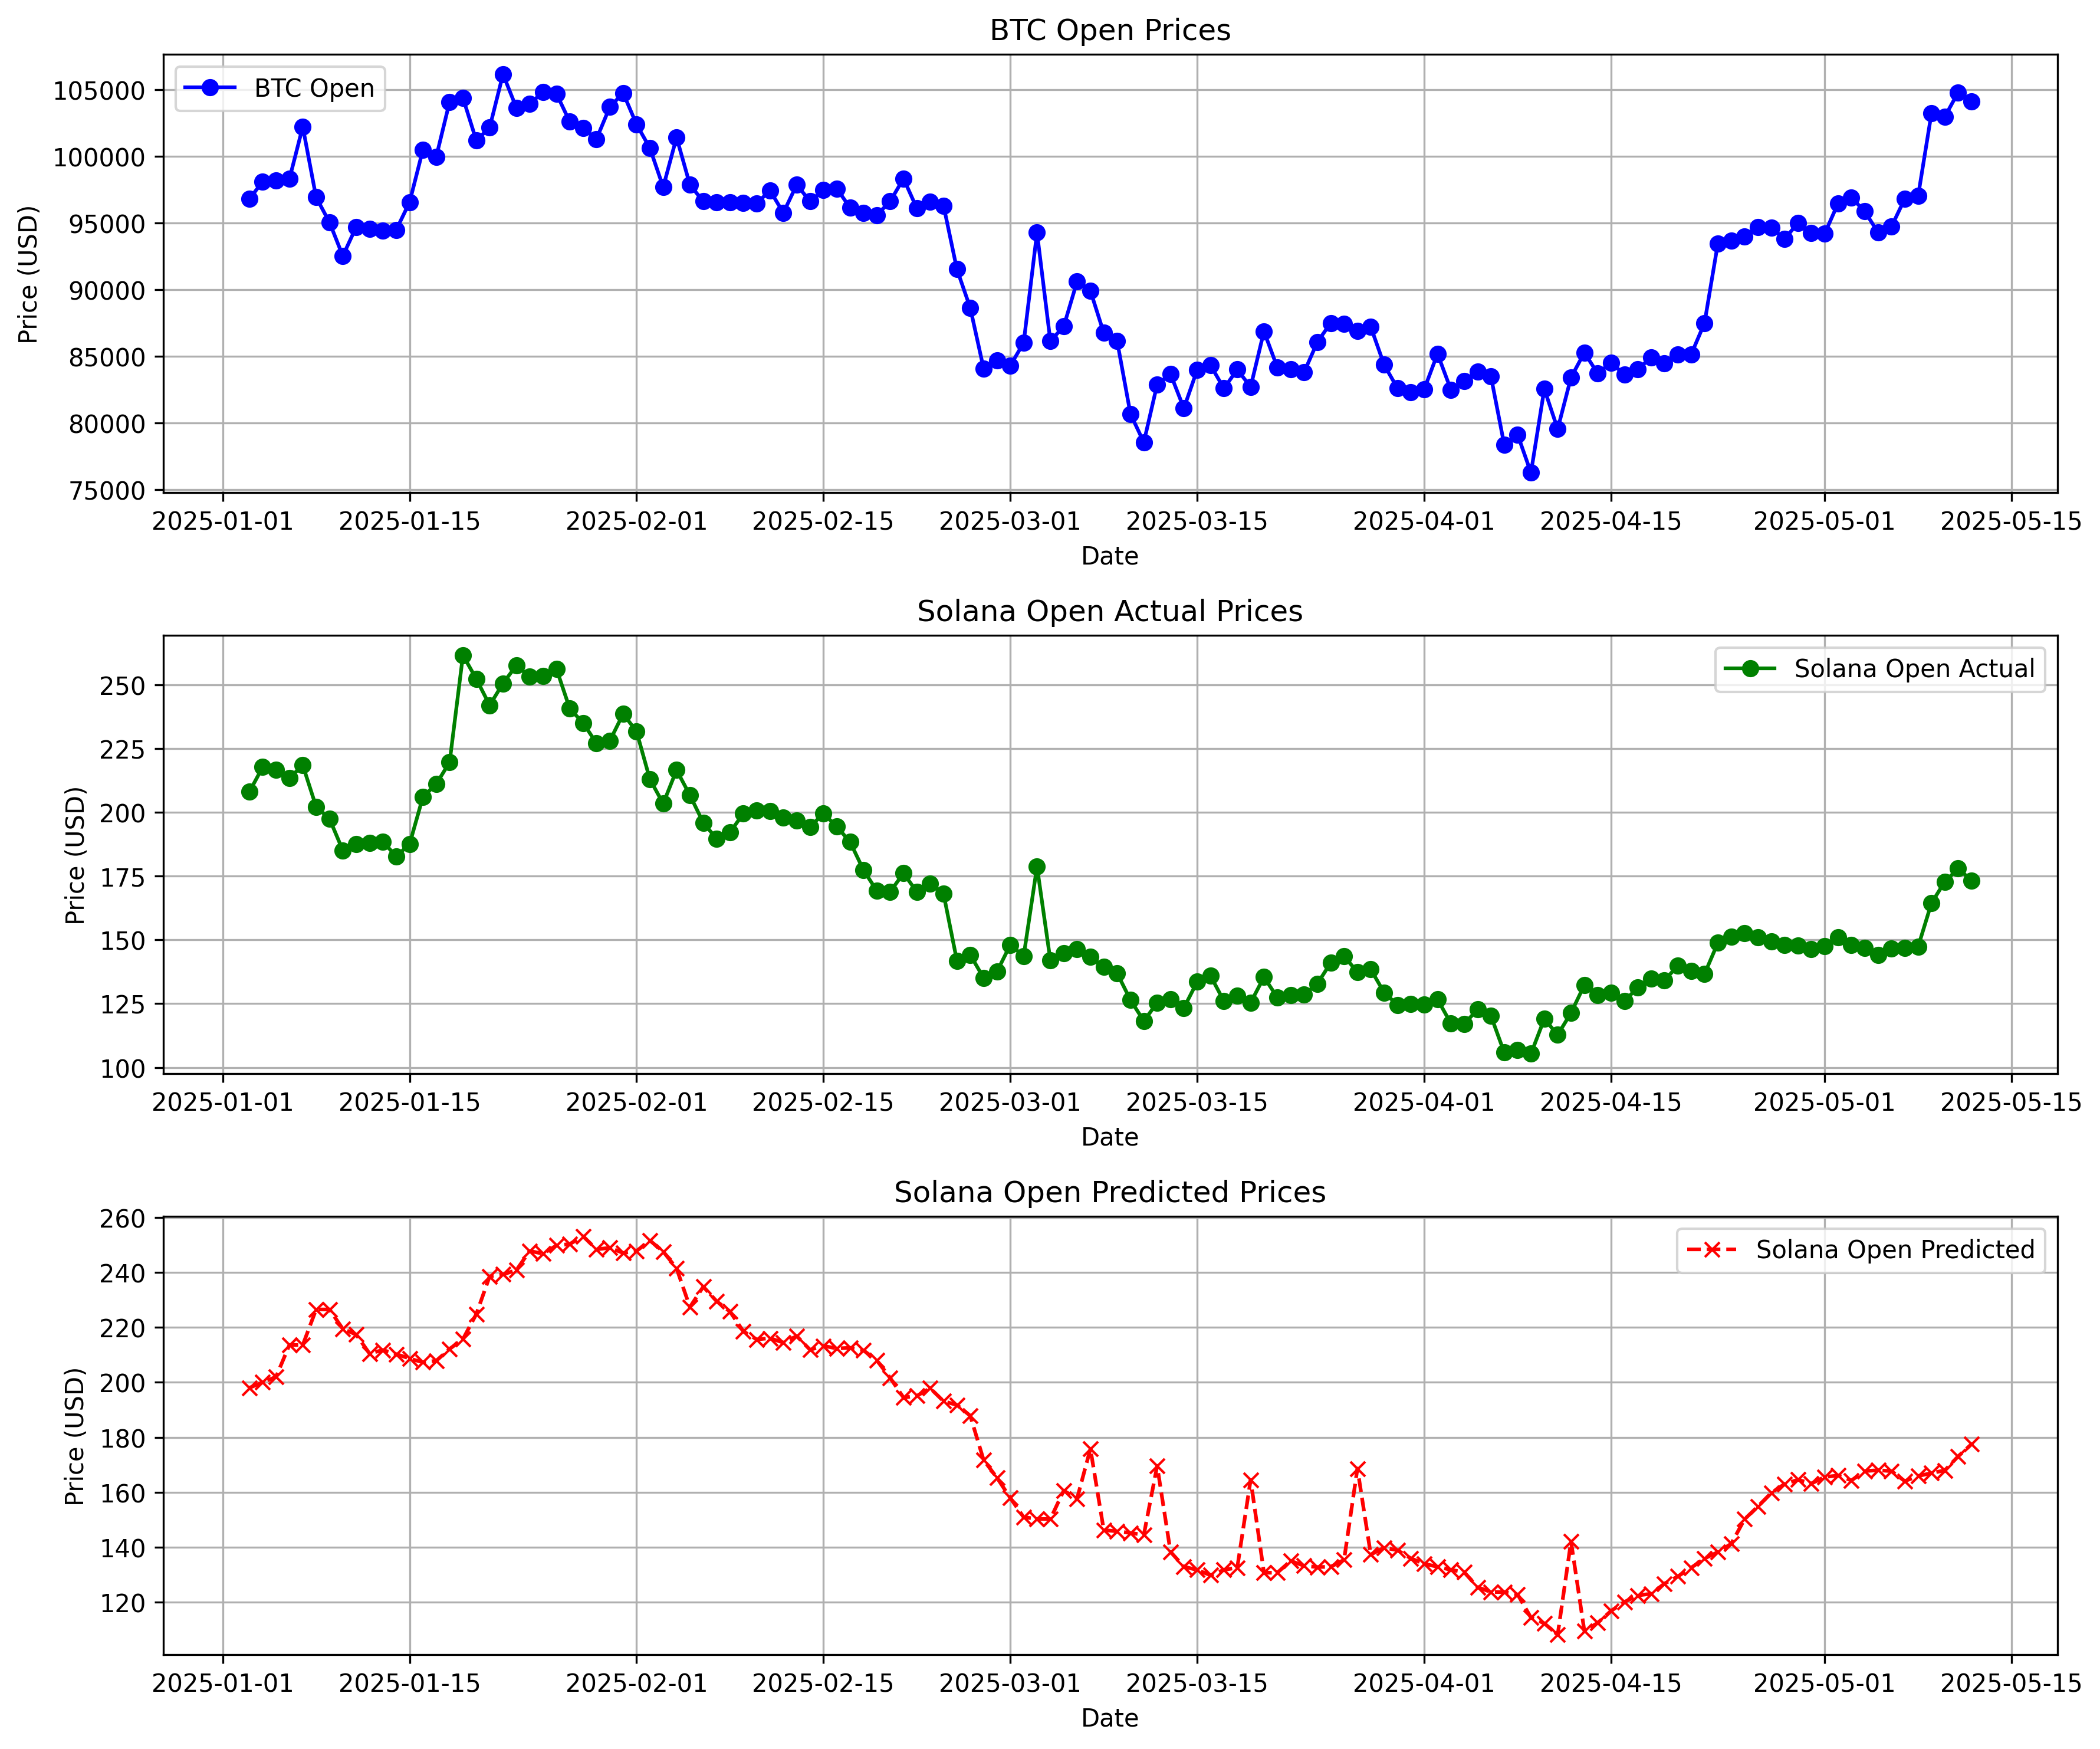 BTC Open Prices
BTC Open
105000
100000
95000
90000
85000
80000
75000
Price (USD)
2025-01-01 2025-01-15 2025-02-01 2025-02-15 2025-03-01 2025-03-15 2025-04-01 2025-04-15 2025-05-01 2025-05-15
Date
Solana Open Actual Prices
Solana Open Actual
250
225
200
175
150
125
100
Price (USD)
2025-01-01 2025-01-15 2025-02-01 2025-02-15 2025-03-01 2025-03-15 2025-04-01 2025-04-15 2025-05-01 2025-05-15
Date
Solana Open Predicted Prices
Solana Open Predicted
260
240
220
200
180
160
140
120
Price (USD)
2025-01-01 2025-01-15 2025-02-01 2025-02-15 2025-03-01 2025-03-15 2025-04-01 2025-04-15 2025-05-01 2025-05-15
Date